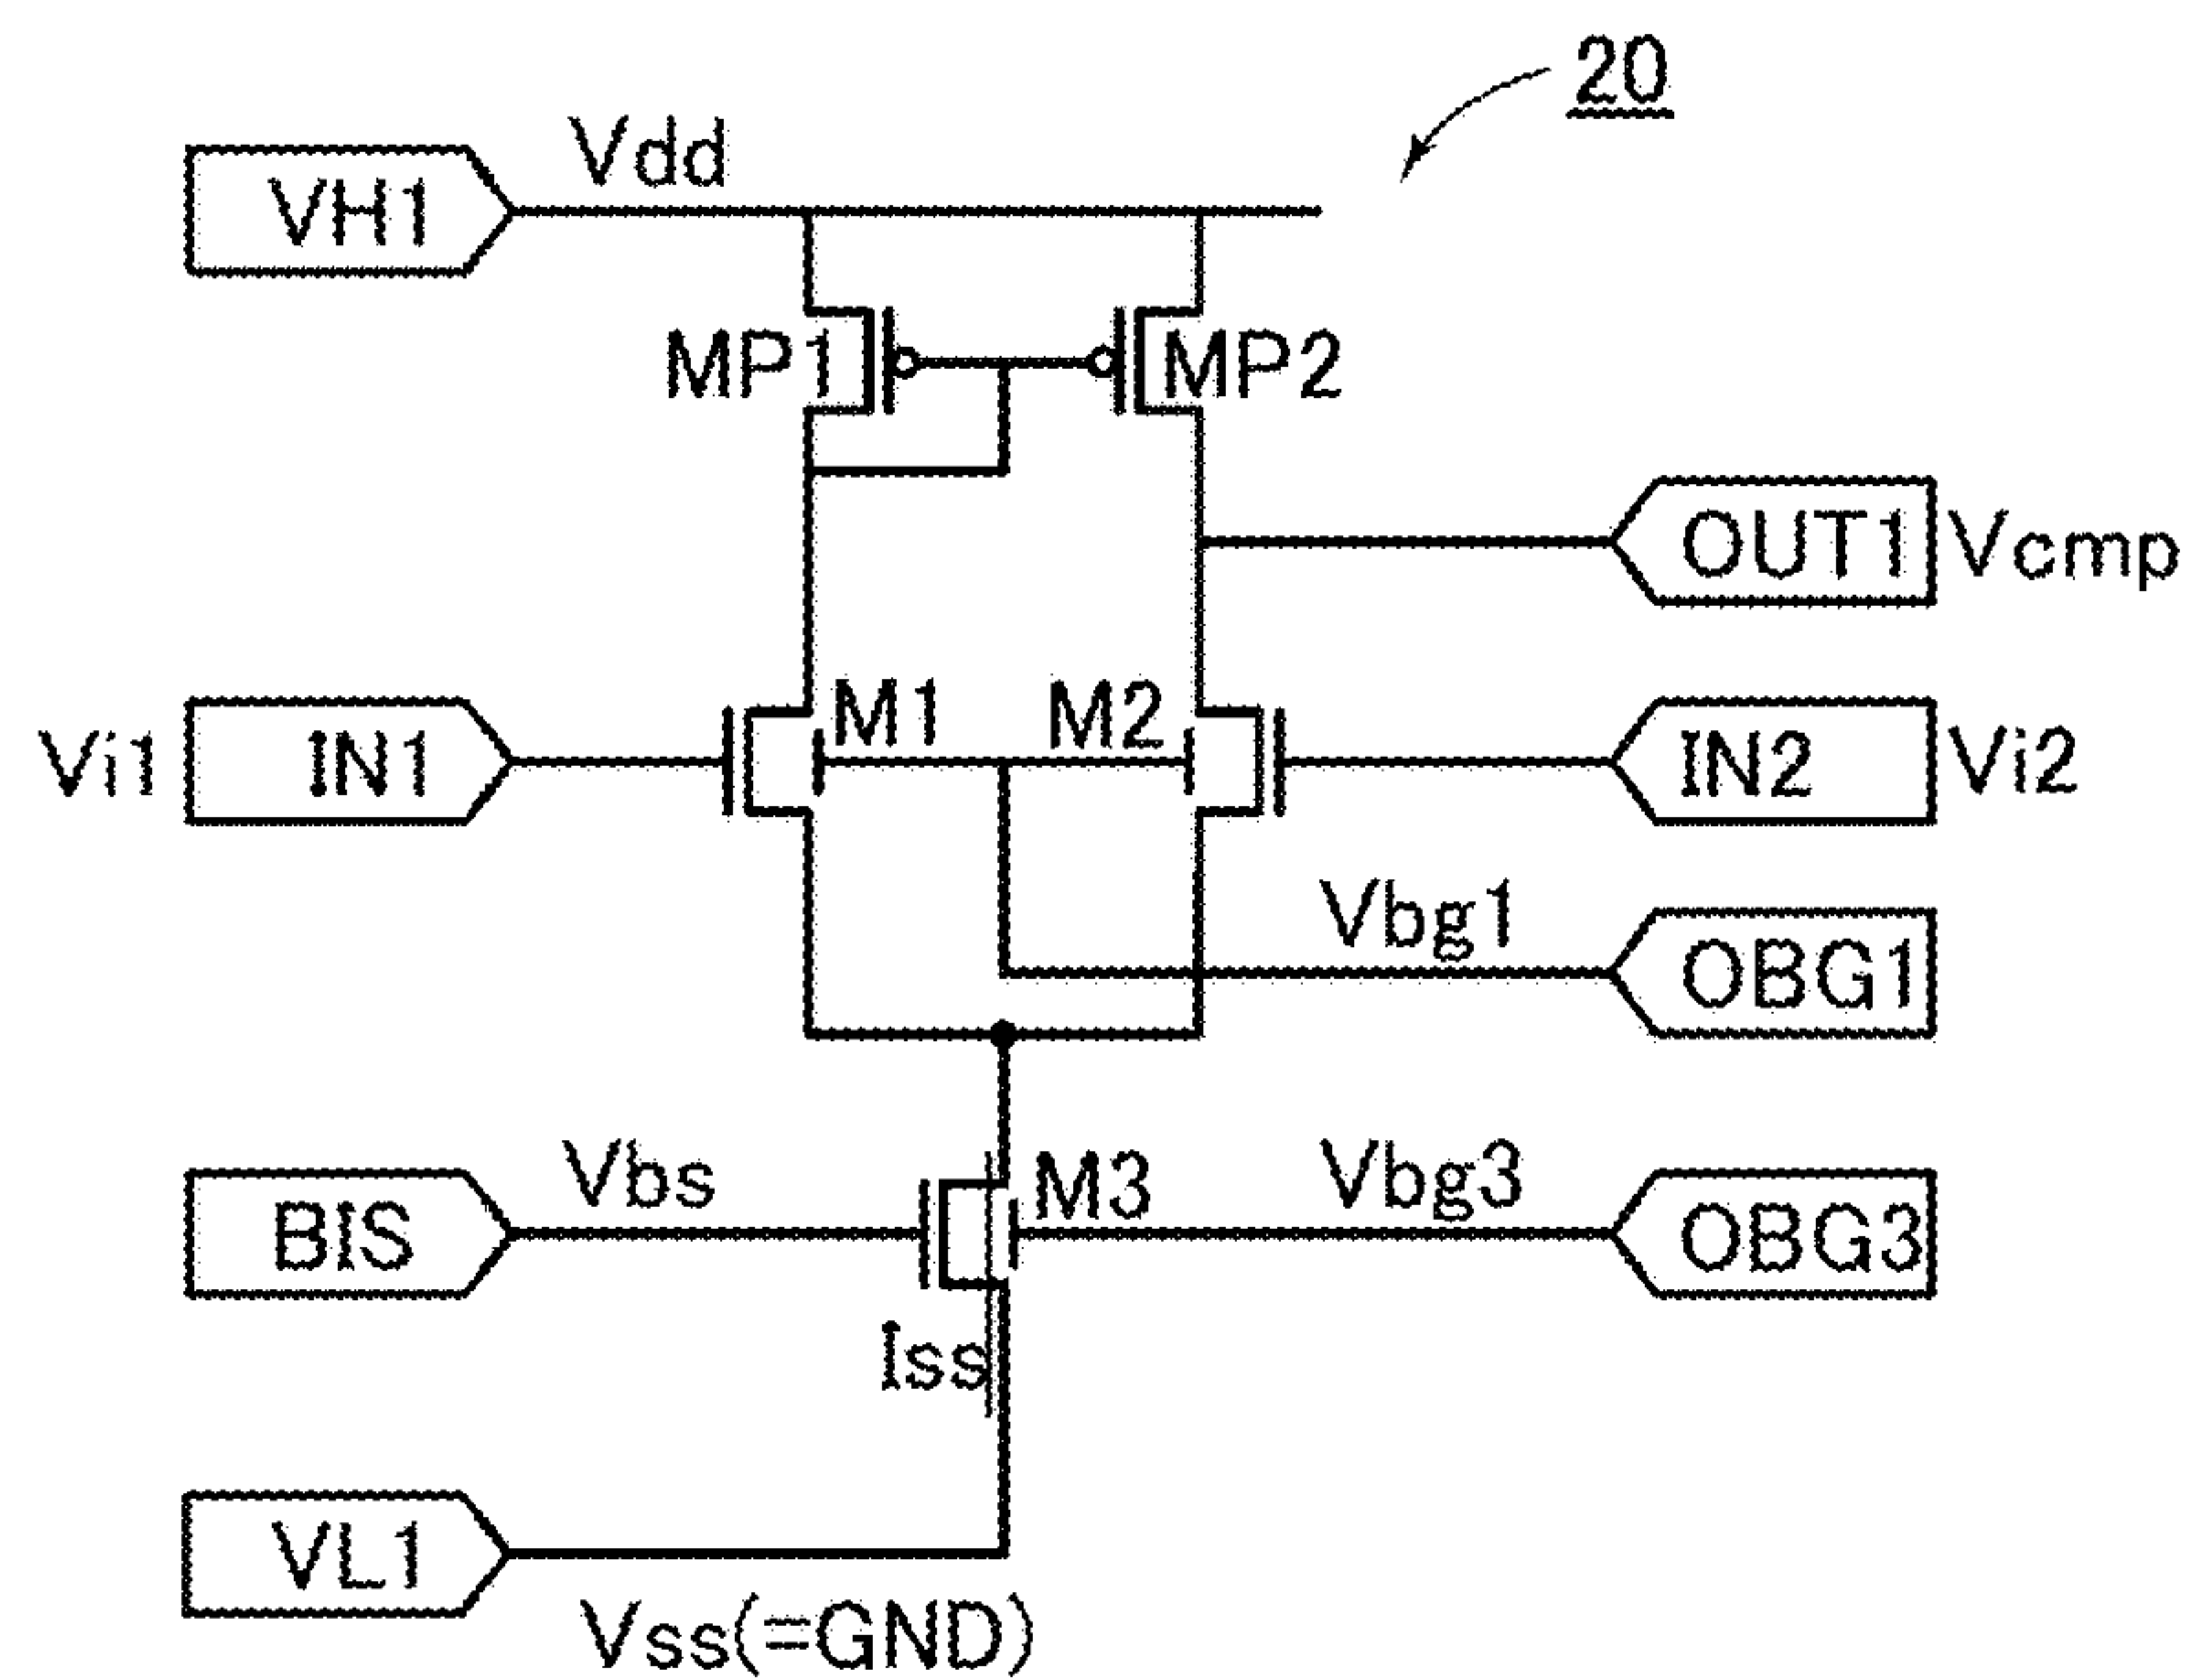 20
Vdd
VH1
MP1
MP2
OUT1 Vcmp
M1 M2
Vi1 IN1
IN2 Vi2
Vbg1
OBG1
Vbs
M3
Vbg3
BIS
OBG3
Iss
VL1
Vss(=GND)